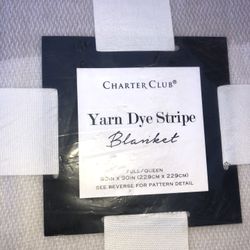 CHARTER CLUB®
Yarn Dye Stripe
Blanket
FULL/QUEEN
90IN X 90IN (229CM X 229CM)
SEE REVERSE FOR PATTERN DETAIL